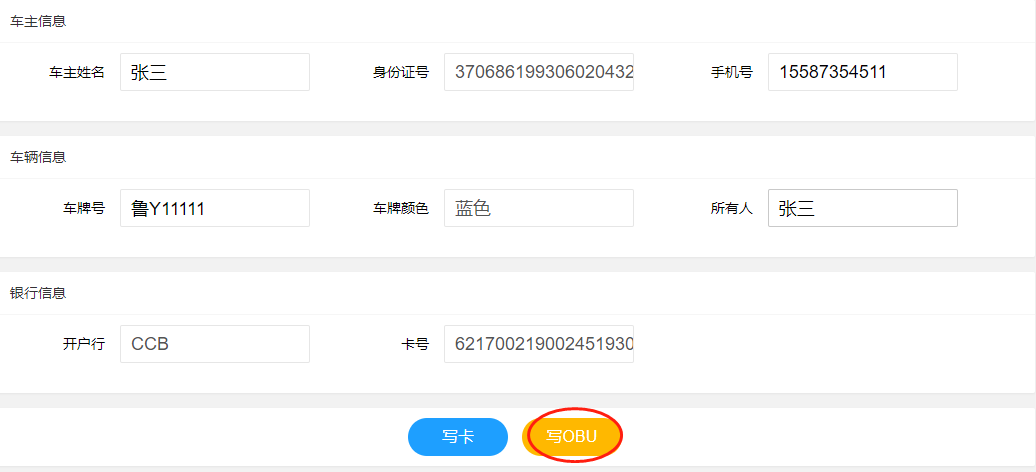 车主信息
车主姓名 张三 身份证号 370686199306020432 手机号 15587354511
车辆信息
车牌号 鲁Y11111 车牌颜色 蓝色 所有人 张三
银行信息
开户行 CCB 卡号 621700219002451930
写卡 写OBU